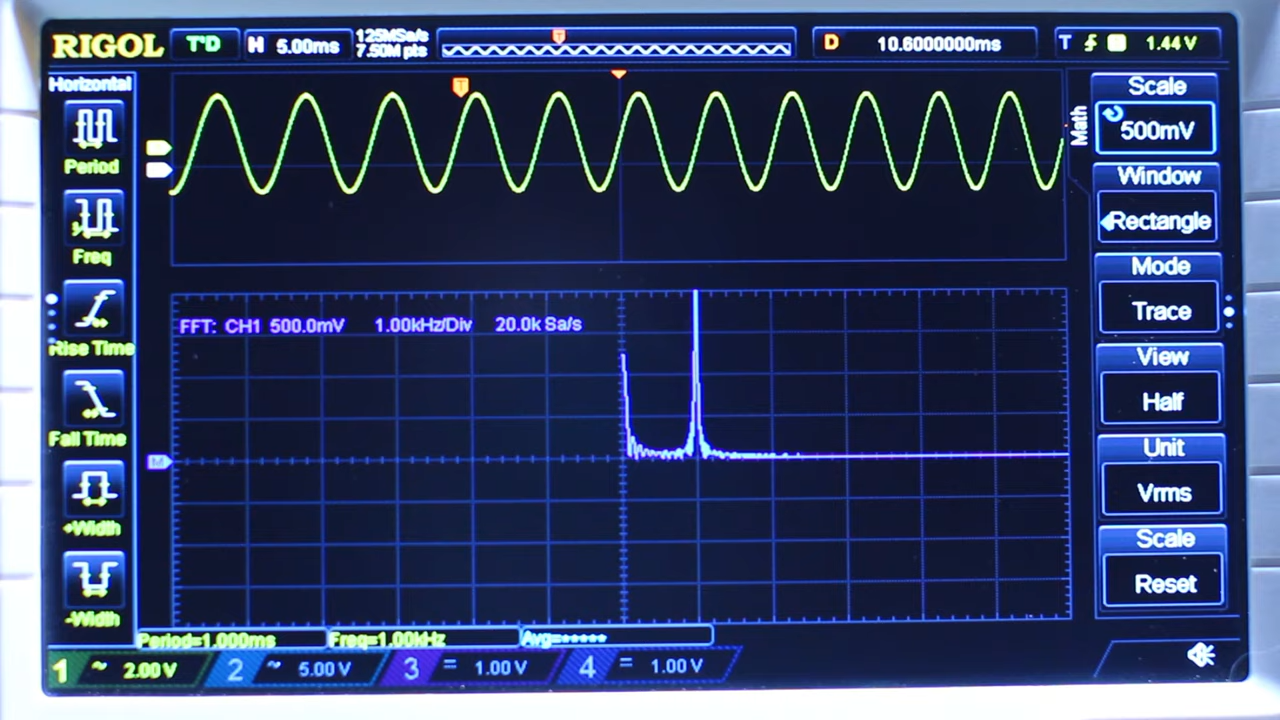 RIGOL T'D H 5.00ms 125MSa/s 7.50M pts D 10.6000000ms T 1.44 V
Horizontal
Period
Freq
Rise Time
Fall Time
+Width
-Width
T
T
Math
FFT: CH1 500.0mV 1.00kHz/Div 20.0k Sa/s
M
Scale
500mV
Window
Rectangle
Mode
Trace
View
Half
Unit
Vrms
Scale
Reset
Period=1.000ms Freq=1.00kHz Avg=*****
1 ~ 2.00 V 2 ~ 5.00 V 3 = 1.00 V 4 = 1.00 V